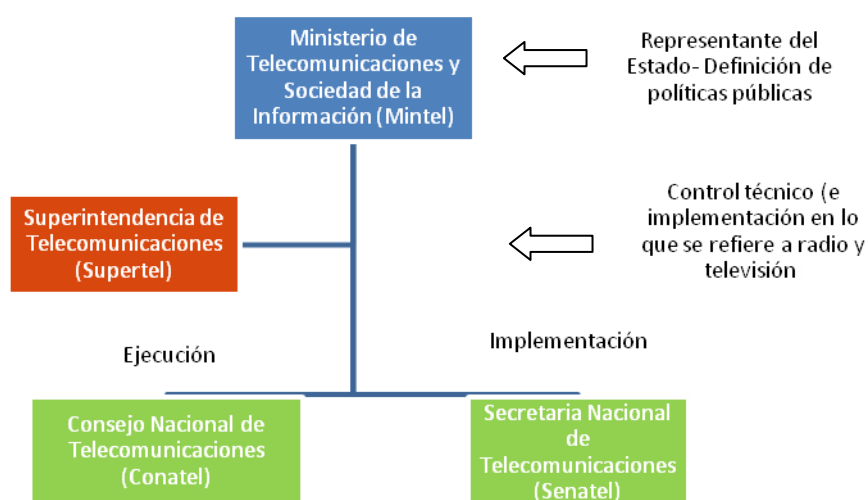 Ministerio de
Telecomunicaciones y
Sociedad de la
Información (Mintel)
Representante del
Estado- Definición de
políticas públicas
Superintendencia de
Telecomunicaciones
(Supertel)
Control técnico (e
implementación en lo
que se refiere a radio y
televisión
Ejecución
Implementación
Consejo Nacional de
Telecomunicaciones
(Conatel)
Secretaria Nacional
de
Telecomunicaciones
(Senatel)